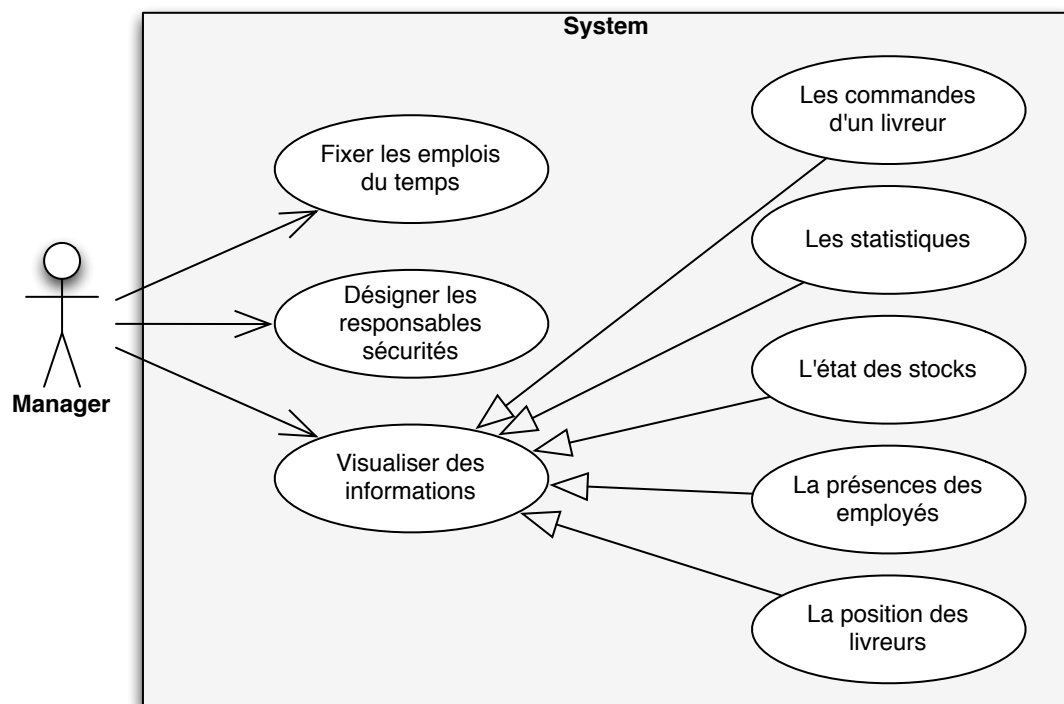 System
Manager
Fixer les emplois
du temps
Désigner les
responsables
sécurités
Visualiser des
informations
Les commandes
d'un livreur
Les statistiques
L'état des stocks
La présences des
employés
La position des
livreurs